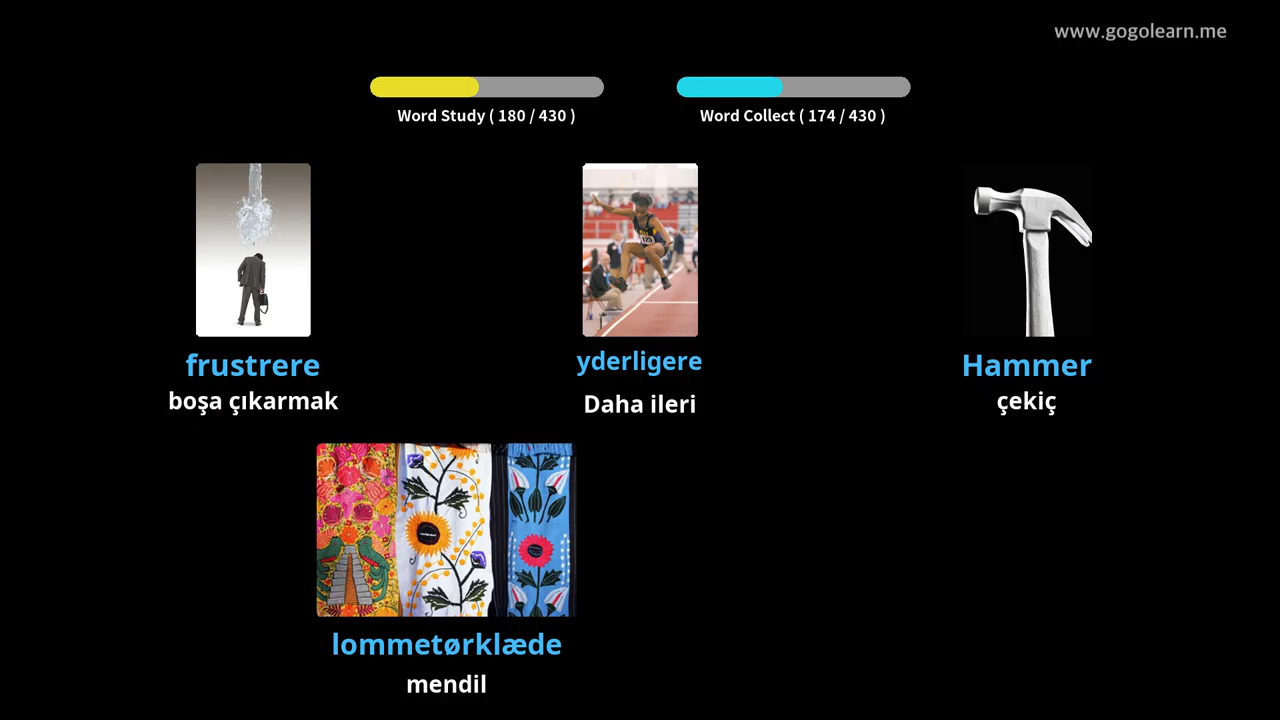 www.gogolearn.me
Word Study ( 180 / 430 )
Word Collect ( 174 / 430 )
frustrere
boşa çıkarmak
yderligere
Daha ileri
Hammer
çekiç
lommetørklæde
mendil